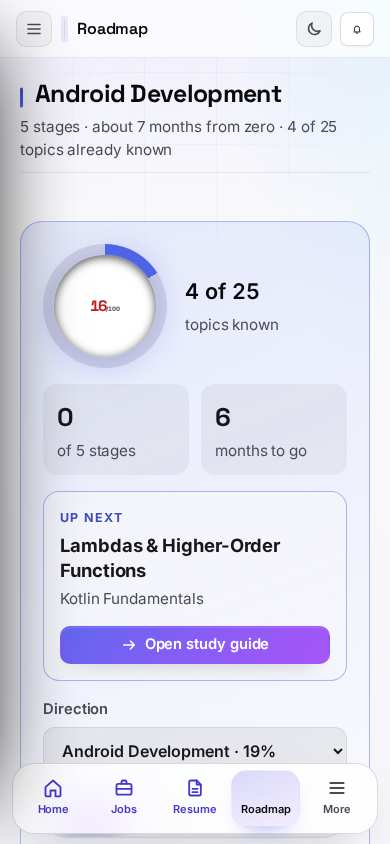 Roadmap
Android Development
5 stages · about 7 months from zero · 4 of 25
topics already known
16/100
4 of 25
topics known
0
of 5 stages
6
months to go
UP NEXT
Lambdas & Higher-Order
Functions
Kotlin Fundamentals
→ Open study guide
Direction
Android Development · 19%
Home
Jobs
Resume
Roadmap
More